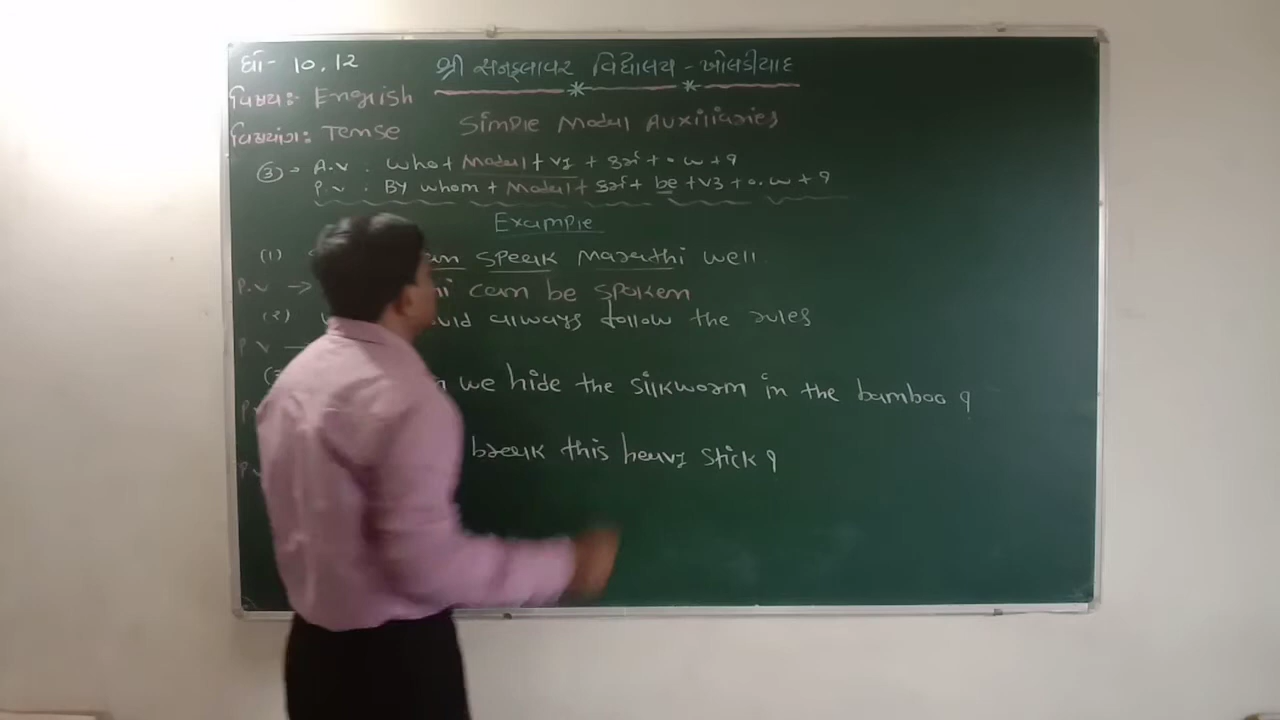 ધો- 10.12
શ્રી સનફ્લાવર વિદ્યાલય - ખોલડીયાદ
વિષય:- English
વિષયાંગ: Tense
Simple Modal Auxiliaries
③ → A.v : who + Modal + v1 + કર્મ + o.w + ?
P.v : By whom + Modal + કર્મ + be + v3 + o.w + ?
Example
(1) speak Marathi well.
P.v → can be spoken
(2) always follow the rules
P.v →
we hide the silkworm in the bamboo ?
break this heavy stick ?